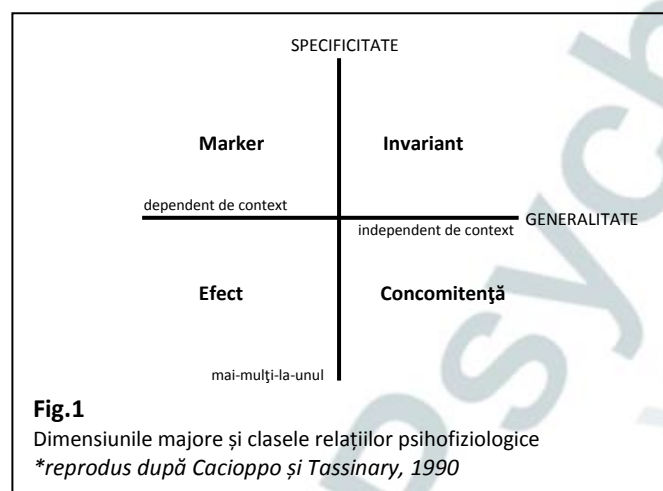 SPECIFICITATE
Marker
Invariant
dependent de context
GENERALITATE
independent de context
Efect
Concomitenţă
mai-mulţi-la-unul
Fig.1
Dimensiunile majore și clasele relațiilor psihofiziologice
*reprodus după Cacioppo și Tassinary, 1990
Psych